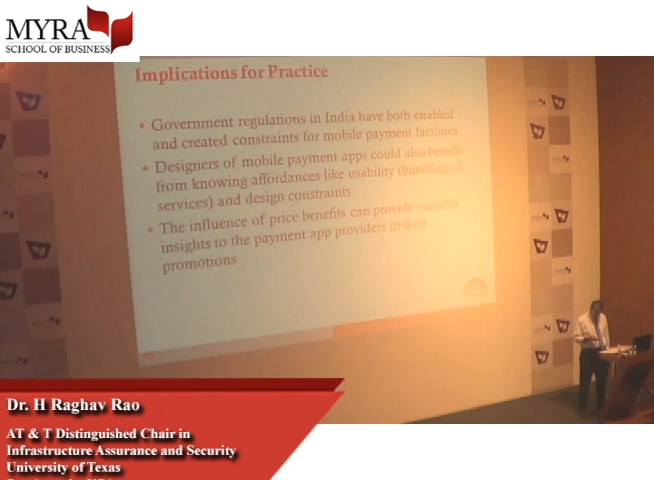 MYRA
SCHOOL OF BUSINESS
Implications for Practice
• Government regulations in India have both enabled
and created constraints for mobile payment facilities
• Designers of mobile payment apps could also benefit
from knowing affordances like usability (bundling of
services) and design constraints
• The influence of price benefits can provide valuable
insights to the payment app providers in their
promotions
Dr. H Raghav Rao
AT & T Distinguished Chair in
Infrastructure Assurance and Security
University of Texas